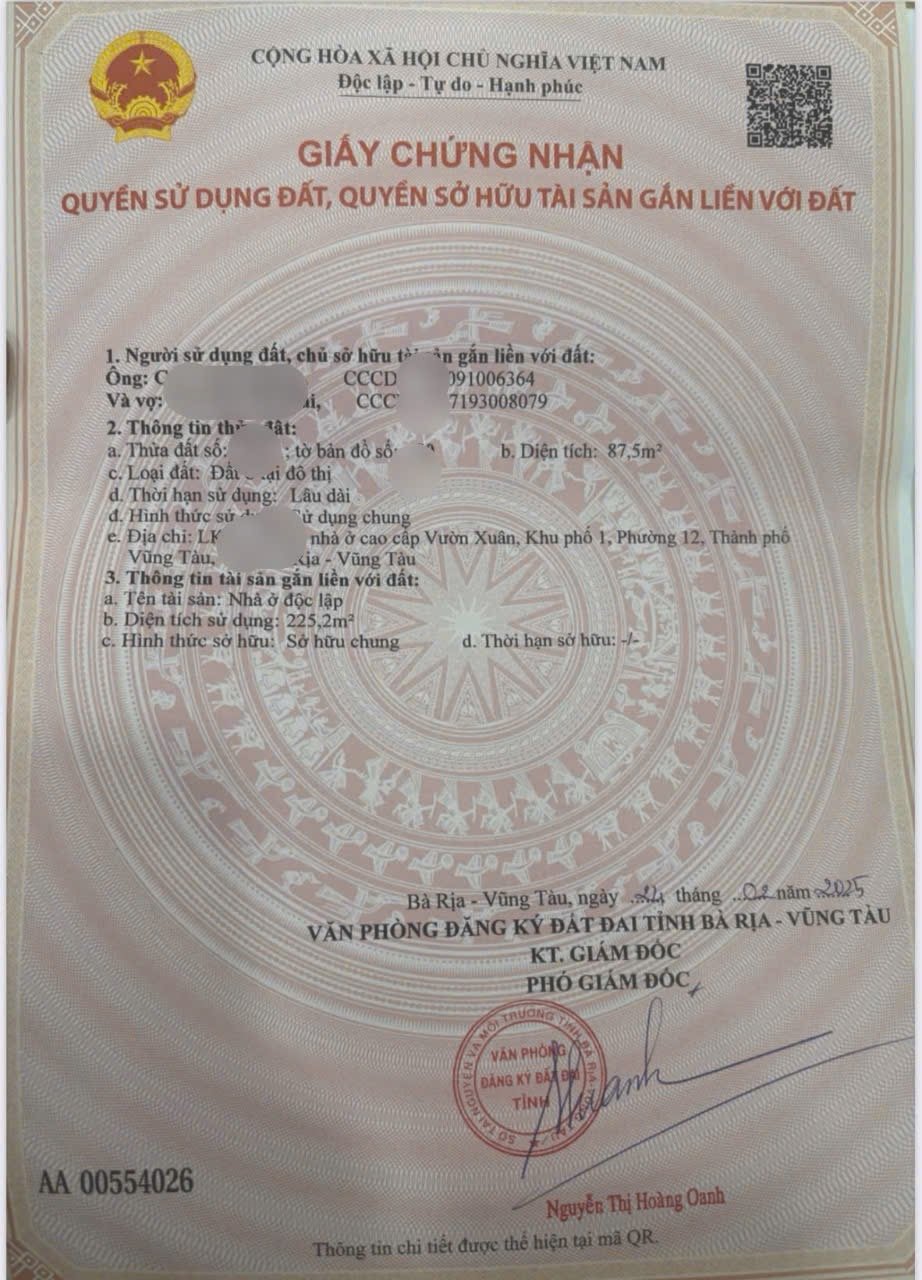 CỘNG HÒA XÃ HỘI CHỦ NGHĨA VIỆT NAM
Độc lập - Tự do - Hạnh phúc
GIẤY CHỨNG NHẬN
QUYỀN SỬ DỤNG ĐẤT, QUYỀN SỞ HỮU TÀI SẢN GẮN LIỀN VỚI ĐẤT
1. Người sử dụng đất, chủ sở hữu gắn liền với đất:
Ông: CCCD 091006364
Và vợ: 7193008079
2. Thông tin
a. Thửa đất số: ; tờ bản đồ số b. Diện tích: 87,5m²
c. Loại đất: đô thị
d. Thời hạn sử dụng: Lâu dài
đ. Hình thức sử dụng chung
e. Địa chỉ: nhà ở cao cấp Vườn Xuân, Khu phố 1, Phường 12, Thành phố
Vũng Tàu, - Vũng Tàu
3. Thông tin tài sản gắn liền với đất:
a. Tên tài sản: Nhà ở độc lập
b. Diện tích sử dụng: 225,2m²
c. Hình thức sở hữu: Sở hữu chung d. Thời hạn sở hữu: -/-
Bà Rịa - Vũng Tàu, ngày 24 tháng 02 năm 2025
VĂN PHÒNG ĐĂNG KÝ ĐẤT ĐAI TỈNH BÀ RỊA - VŨNG TÀU
KT. GIÁM ĐỐC
PHÓ GIÁM ĐỐC
SỞ TÀI NGUYÊN VÀ MÔI TRƯỜNG TỈNH BÀ RỊA
VĂN PHÒNG
ĐĂNG KÝ ĐẤT ĐAI
TỈNH
AA 00554026
Nguyễn Thị Hoàng Oanh
Thông tin chi tiết được thể hiện tại mã QR.